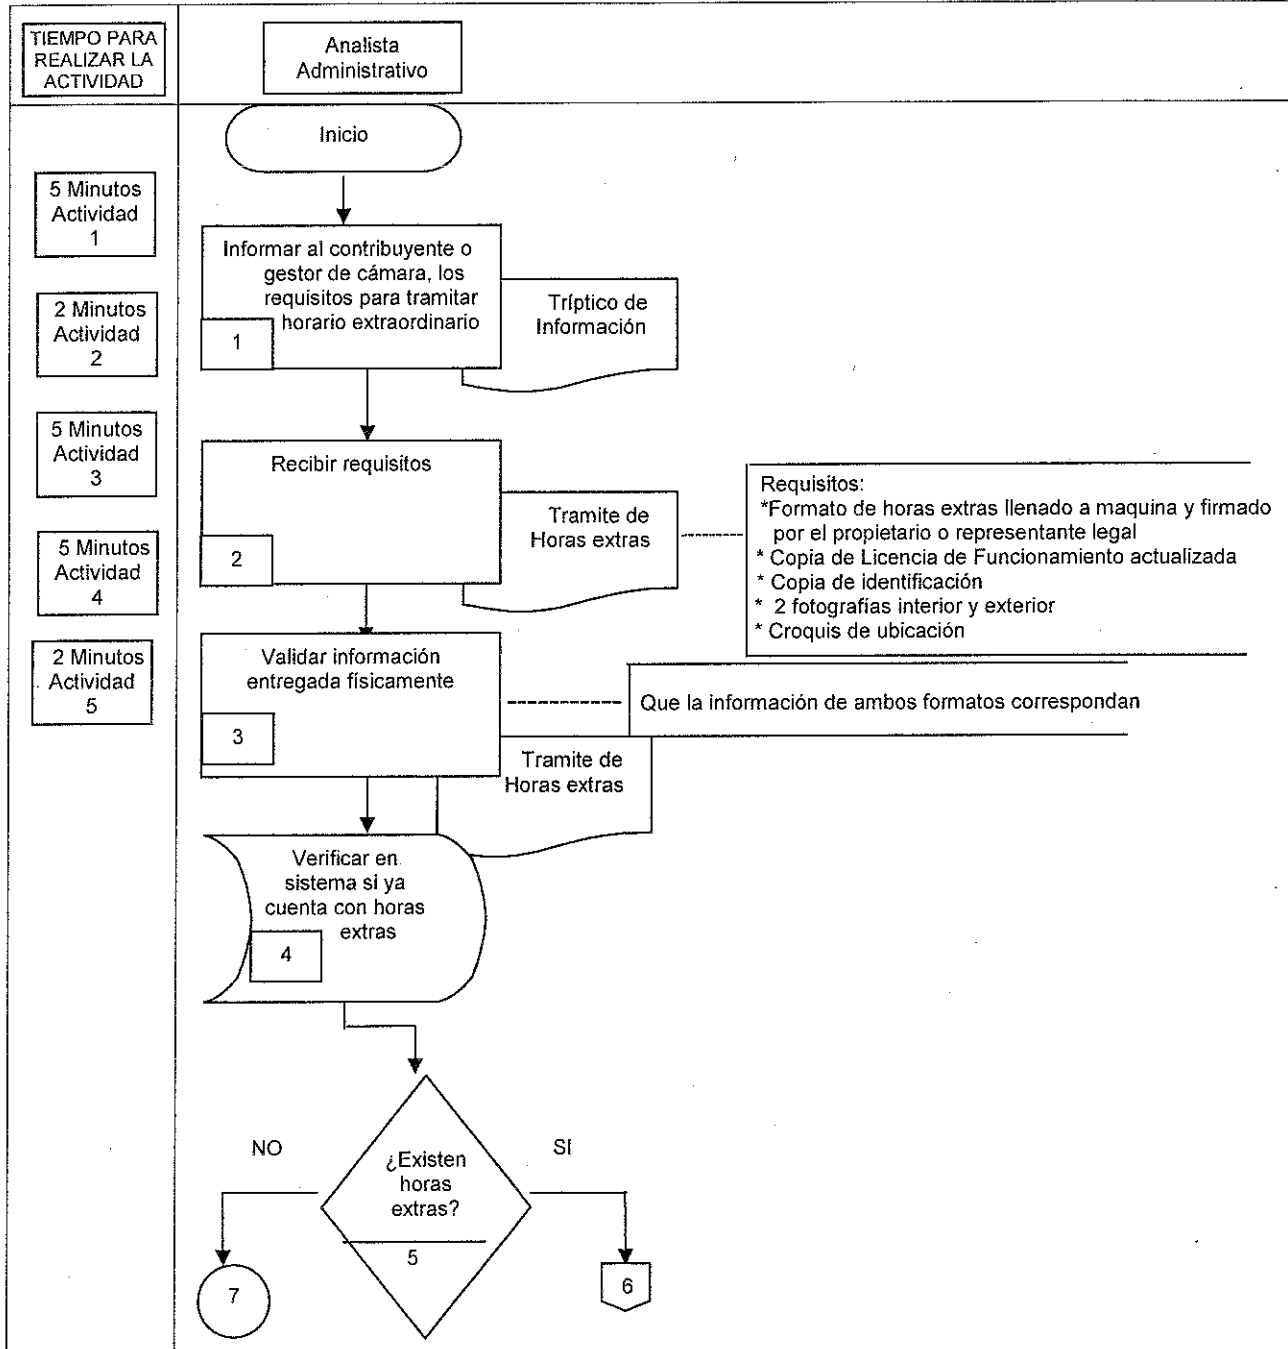 TIEMPO PARA
REALIZAR LA
ACTIVIDAD
Analista
Administrativo
Inicio
5 Minutos
Actividad
1
Informar al contribuyente o
gestor de cámara, los
requisitos para tramitar
horario extraordinario
1
Tríptico de
Información
2 Minutos
Actividad
2
5 Minutos
Actividad
3
Recibir requisitos
2
Tramite de
Horas extras
Requisitos:
*Formato de horas extras llenado a maquina y firmado
por el propietario o representante legal
* Copia de Licencia de Funcionamiento actualizada
* Copia de identificación
* 2 fotografías interior y exterior
* Croquis de ubicación
5 Minutos
Actividad
4
2 Minutos
Actividad
5
Validar información
entregada físicamente
3
Que la información de ambos formatos correspondan
Tramite de
Horas extras
Verificar en
sistema si ya
cuenta con horas
extras
4
NO
¿Existen
horas
extras?
5
SI
7
6